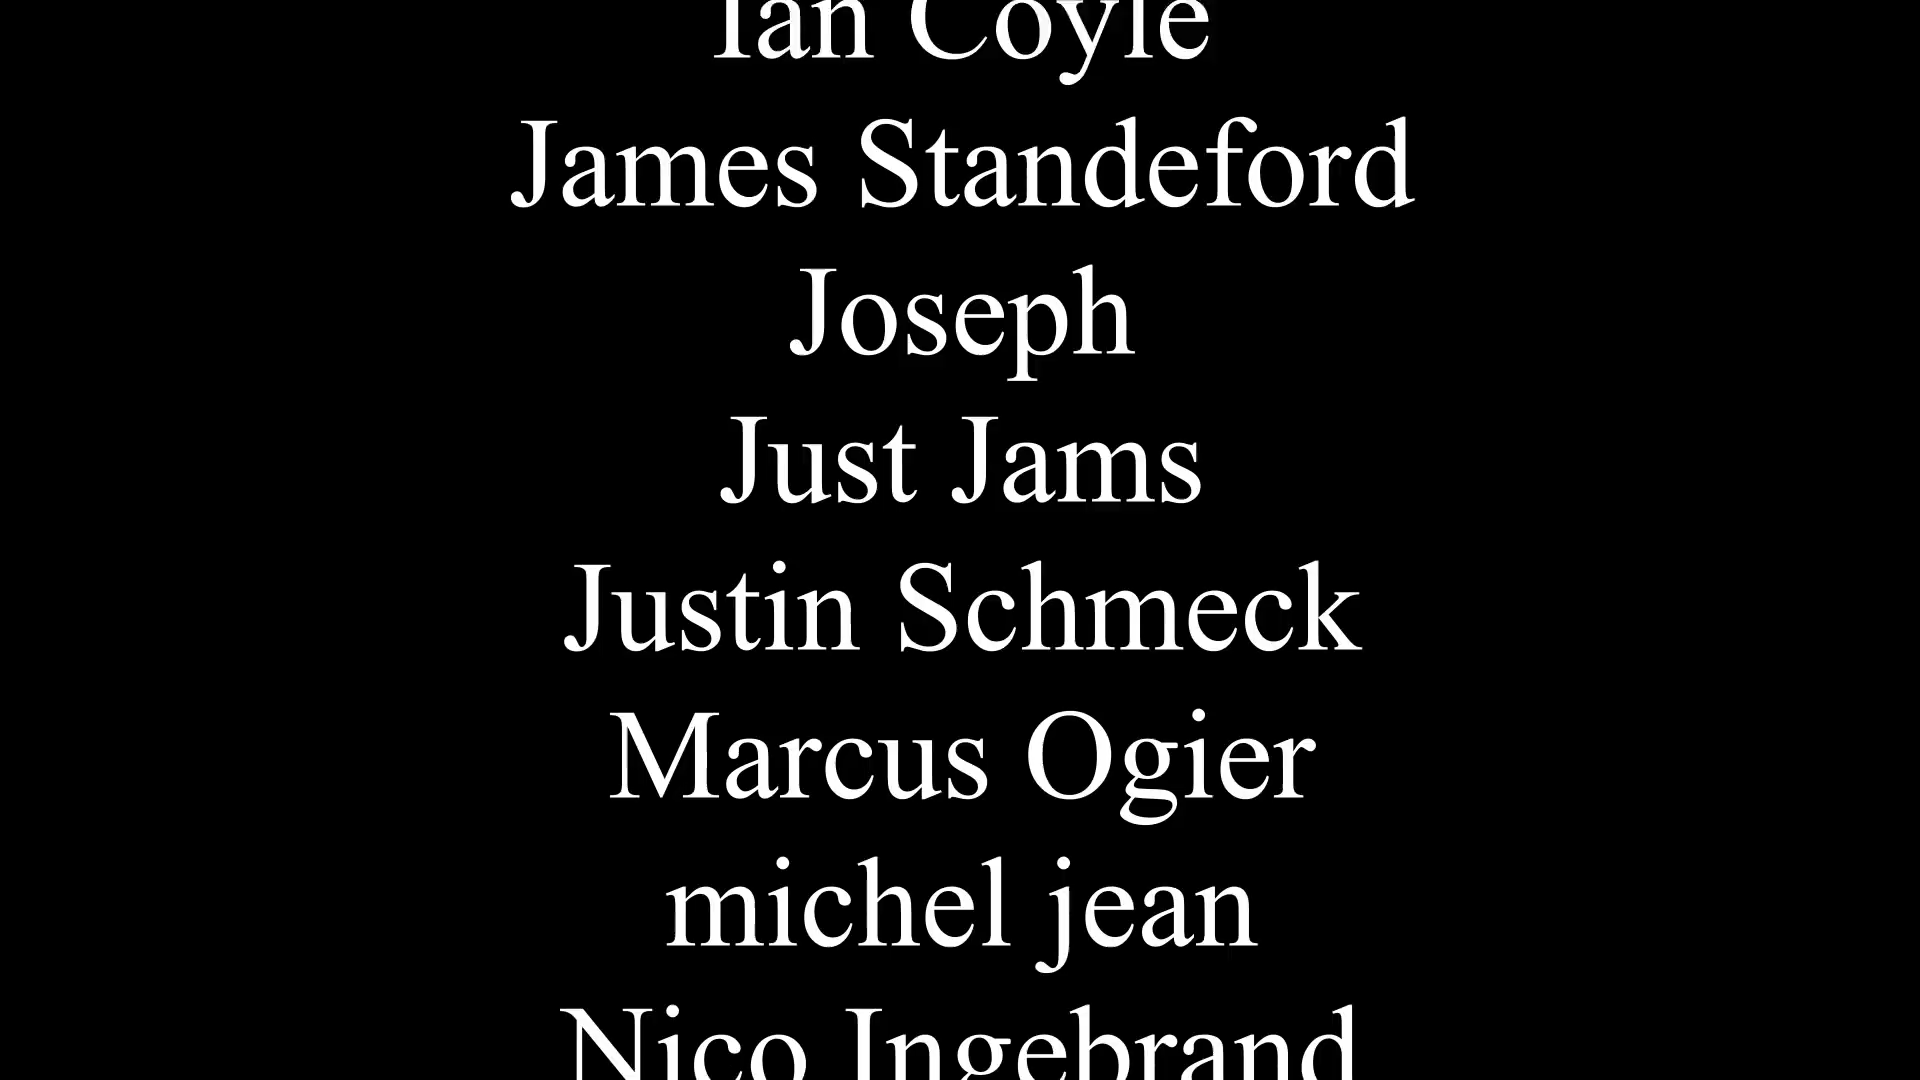 Ian Coyle
James Standeford
Joseph
Just Jams
Justin Schmeck
Marcus Ogier
michel jean
Nico Ingebrand